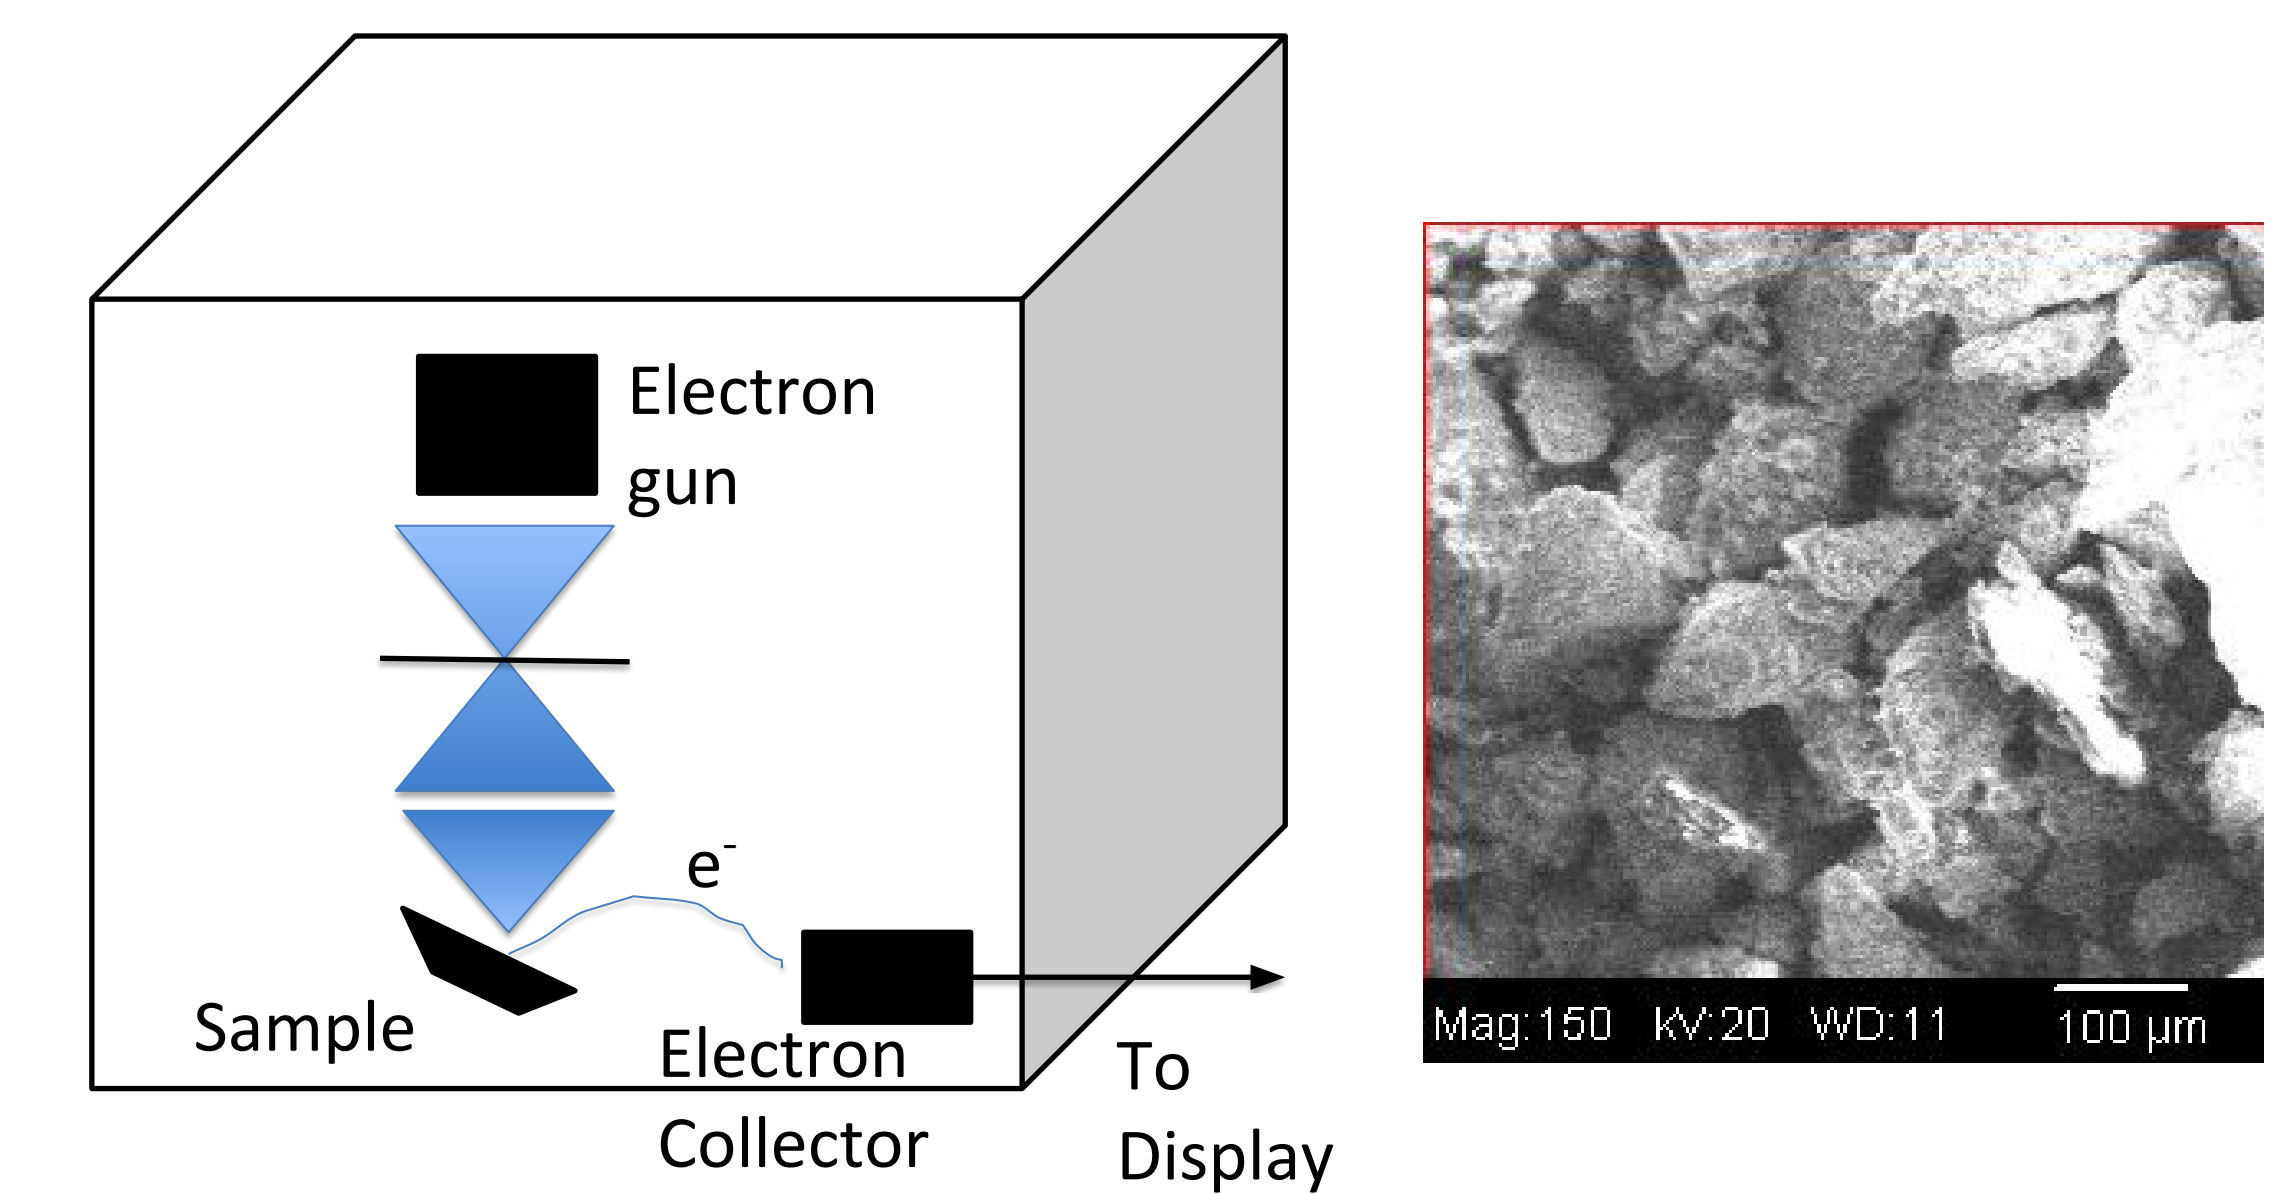 Electron
gun
e⁻
Sample
Electron
Collector
To
Display
Mag:150 kV:20 WD:11 100 µm